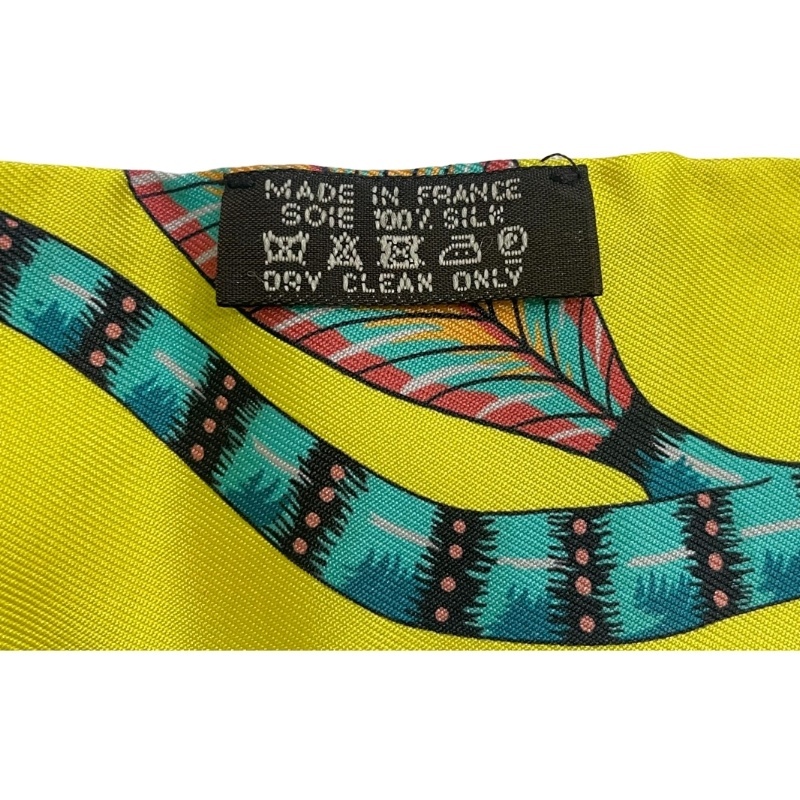 MADE IN FRANCE
SOIE 100% SILK
P
DRY CLEAN ONLY